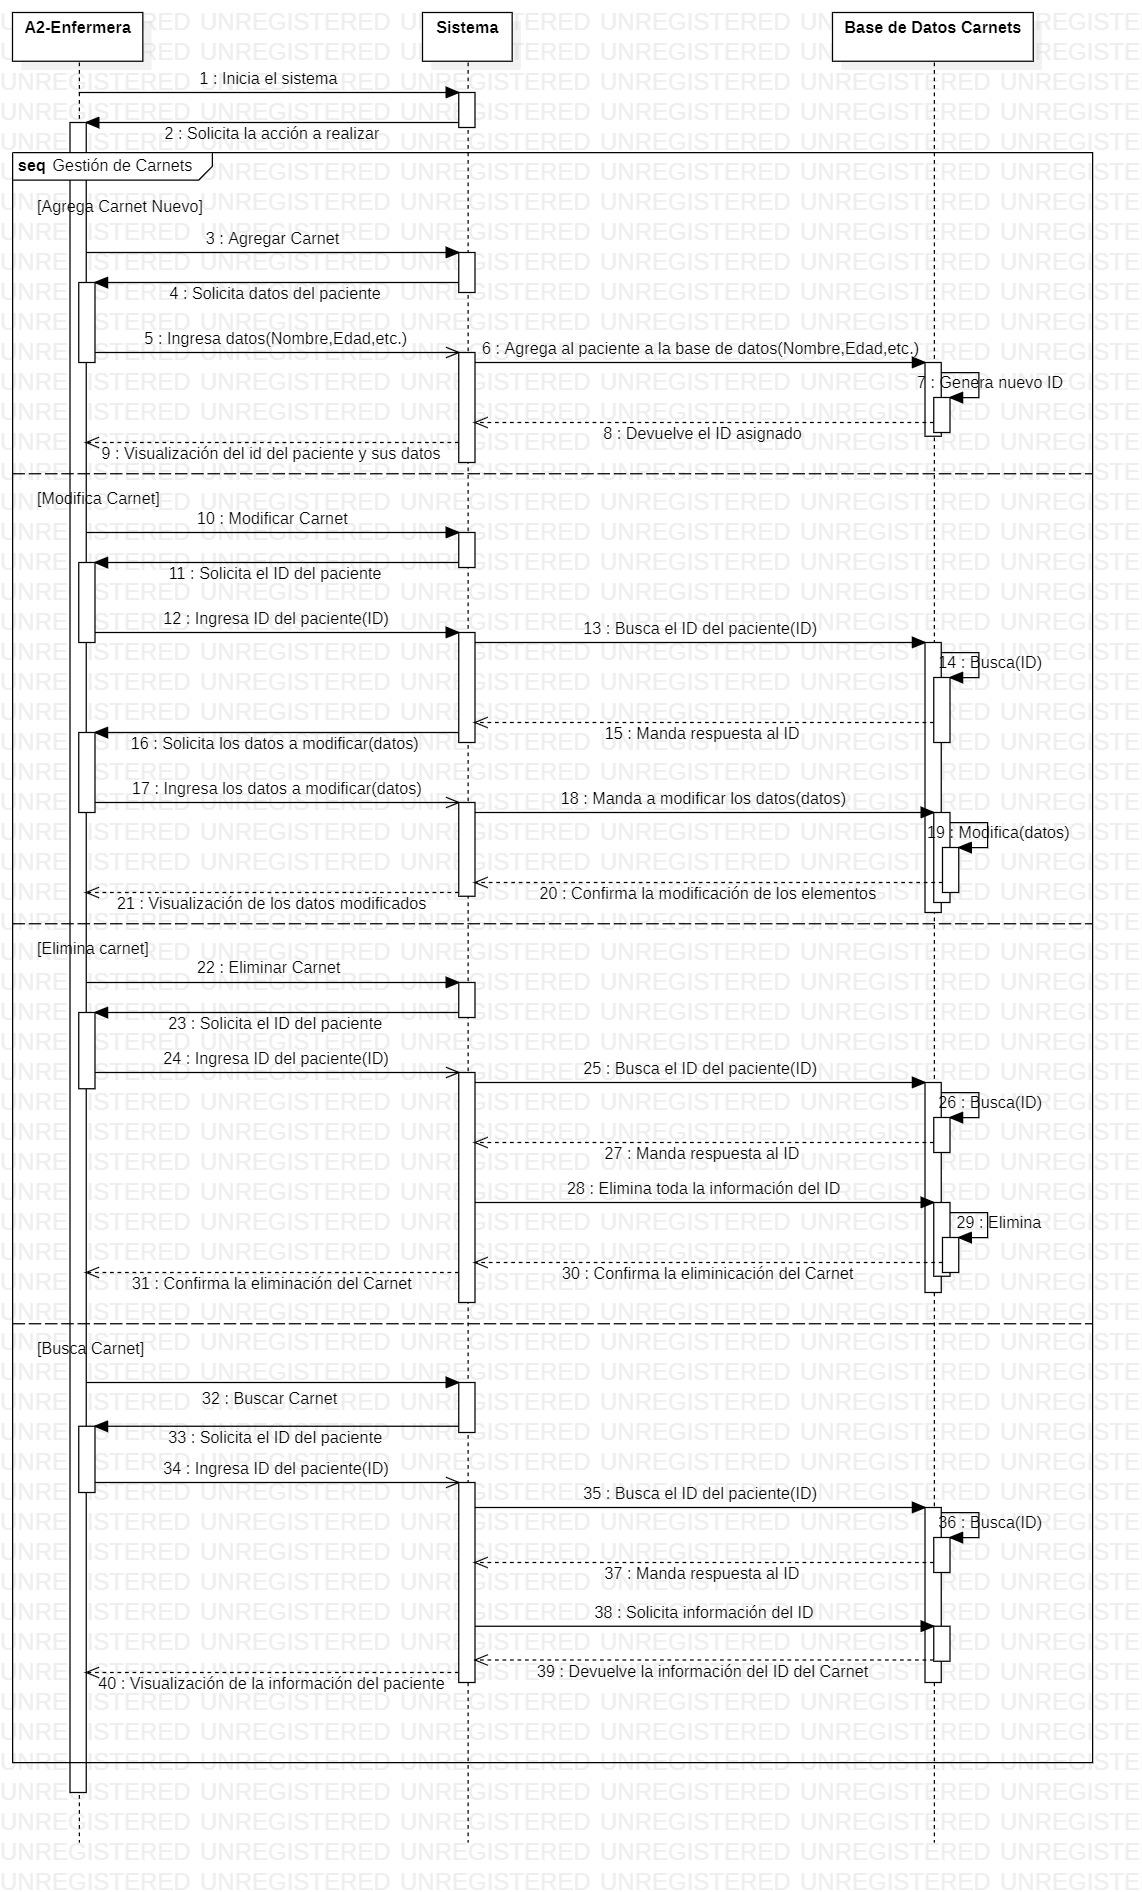 A2-Enfermera
Sistema
Base de Datos Carnets
1 : Inicia el sistema
2 : Solicita la acción a realizar
seq Gestión de Carnets
[Agrega Carnet Nuevo]
3 : Agregar Carnet
4 : Solicita datos del paciente
5 : Ingresa datos(Nombre,Edad,etc.)
6 : Agrega al paciente a la base de datos(Nombre,Edad,etc.)
7 : Genera nuevo ID
8 : Devuelve el ID asignado
9 : Visualización del id del paciente y sus datos
[Modifica Carnet]
10 : Modificar Carnet
11 : Solicita el ID del paciente
12 : Ingresa ID del paciente(ID)
13 : Busca el ID del paciente(ID)
14 : Busca(ID)
15 : Manda respuesta al ID
16 : Solicita los datos a modificar(datos)
17 : Ingresa los datos a modificar(datos)
18 : Manda a modificar los datos(datos)
19 : Modifica(datos)
20 : Confirma la modificación de los elementos
21 : Visualización de los datos modificados
[Elimina carnet]
22 : Eliminar Carnet
23 : Solicita el ID del paciente
24 : Ingresa ID del paciente(ID)
25 : Busca el ID del paciente(ID)
26 : Busca(ID)
27 : Manda respuesta al ID
28 : Elimina toda la información del ID
29 : Elimina
30 : Confirma la eliminicación del Carnet
31 : Confirma la eliminación del Carnet
[Busca Carnet]
32 : Buscar Carnet
33 : Solicita el ID del paciente
34 : Ingresa ID del paciente(ID)
35 : Busca el ID del paciente(ID)
36 : Busca(ID)
37 : Manda respuesta al ID
38 : Solicita información del ID
39 : Devuelve la información del ID del Carnet
40 : Visualización de la información del paciente
UNREGISTERED